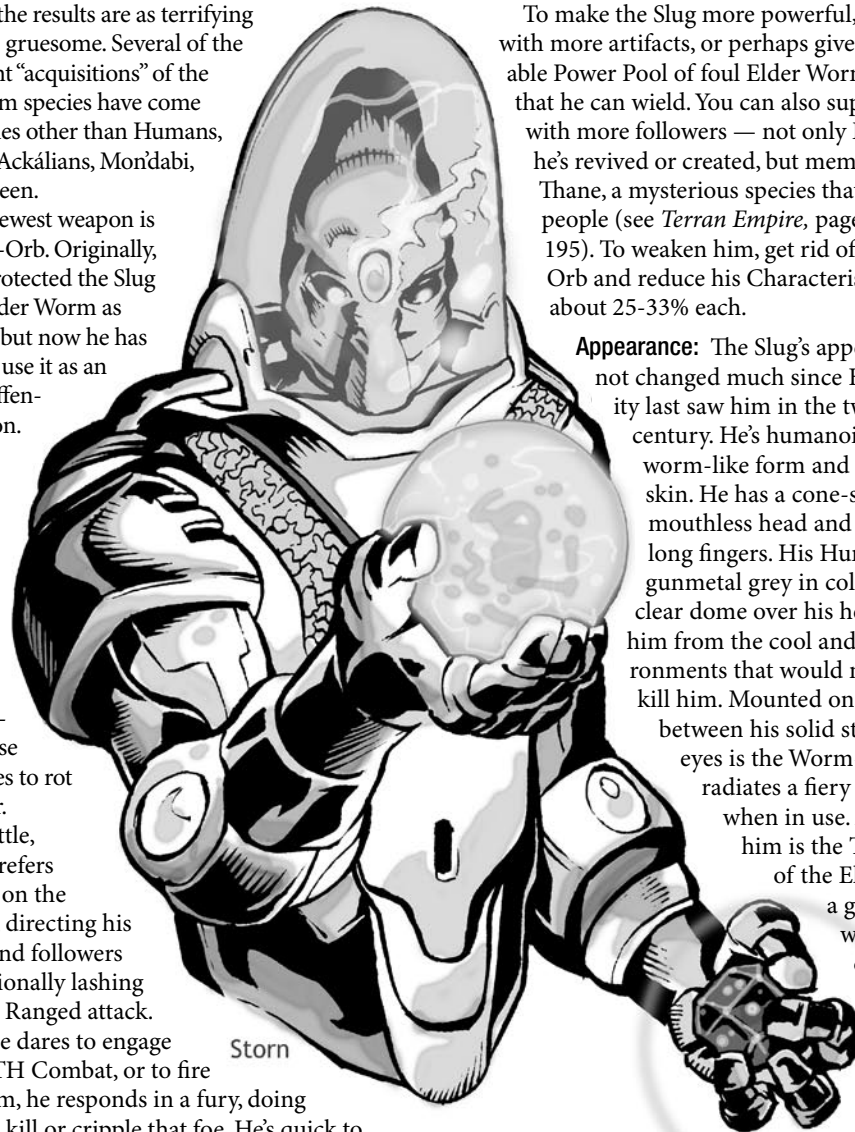 the results are as terrifying
gruesome. Several of the
nt “acquisitions” of the
m species have come
es other than Humans,
Ackálians, Mon’dabi,
een.
ewest weapon is
-Orb. Originally,
rotected the Slug
der Worm as
but now he has
use it as an
ffen-
on.
-
se
es to rot
r.
ttle,
refers
on the
directing his
nd followers
ionally lashing
Ranged attack.
e dares to engage
TH Combat, or to fire
m, he responds in a fury, doing
kill or cripple that foe. He’s quick to
Storn
To make the Slug more powerful,
with more artifacts, or perhaps give
able Power Pool of foul Elder Worm
that he can wield. You can also sup
with more followers — not only
he’s revived or created, but mem
Thane, a mysterious species that
people (see Terran Empire, page
195). To weaken him, get rid of
Orb and reduce his Characteris
about 25-33% each.
Appearance: The Slug’s appe
not changed much since
ity last saw him in the tw
century. He’s humanoi
worm-like form and
skin. He has a cone-s
mouthless head and
long fingers. His Hu
gunmetal grey in col
clear dome over his he
him from the cool and
ronments that would
kill him. Mounted on
between his solid st
eyes is the Worm
radiates a fiery
when in use.
him is the T
of the El
a g
w